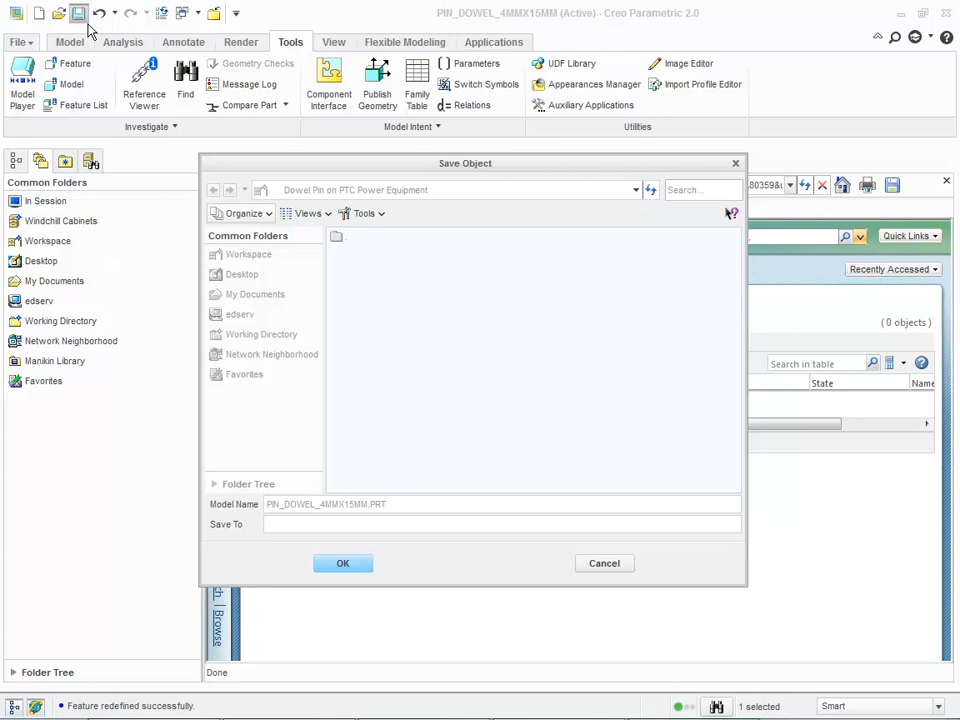 PIN_DOWEL_4MMX15MM (Active) - Creo Parametric 2.0
File
Model
Analysis
Annotate
Render
Tools
View
Flexible Modeling
Applications
Model Player
Feature
Model
Feature List
Reference Viewer
Find
Geometry Checks
Message Log
Compare Part
Investigate
Component Interface
Publish Geometry
Family Table
Parameters
Switch Symbols
Relations
Model Intent
UDF Library
Appearances Manager
Auxiliary Applications
Image Editor
Import Profile Editor
Utilities
Common Folders
In Session
Windchill Cabinets
Workspace
Desktop
My Documents
edserv
Working Directory
Network Neighborhood
Manikin Library
Favorites
Folder Tree
Save Object
Dowel Pin on PTC Power Equipment
Search...
Organize
Views
Tools
Common Folders
Workspace
Desktop
My Documents
edserv
Working Directory
Network Neighborhood
Favorites
Folder Tree
Model Name
PIN_DOWEL_4MMX15MM.PRT
Save To
OK
Cancel
Quick Links
Recently Accessed
( 0 objects )
Search in table
State
Name
Browse
Done
Feature redefined successfully.
1 selected
Smart